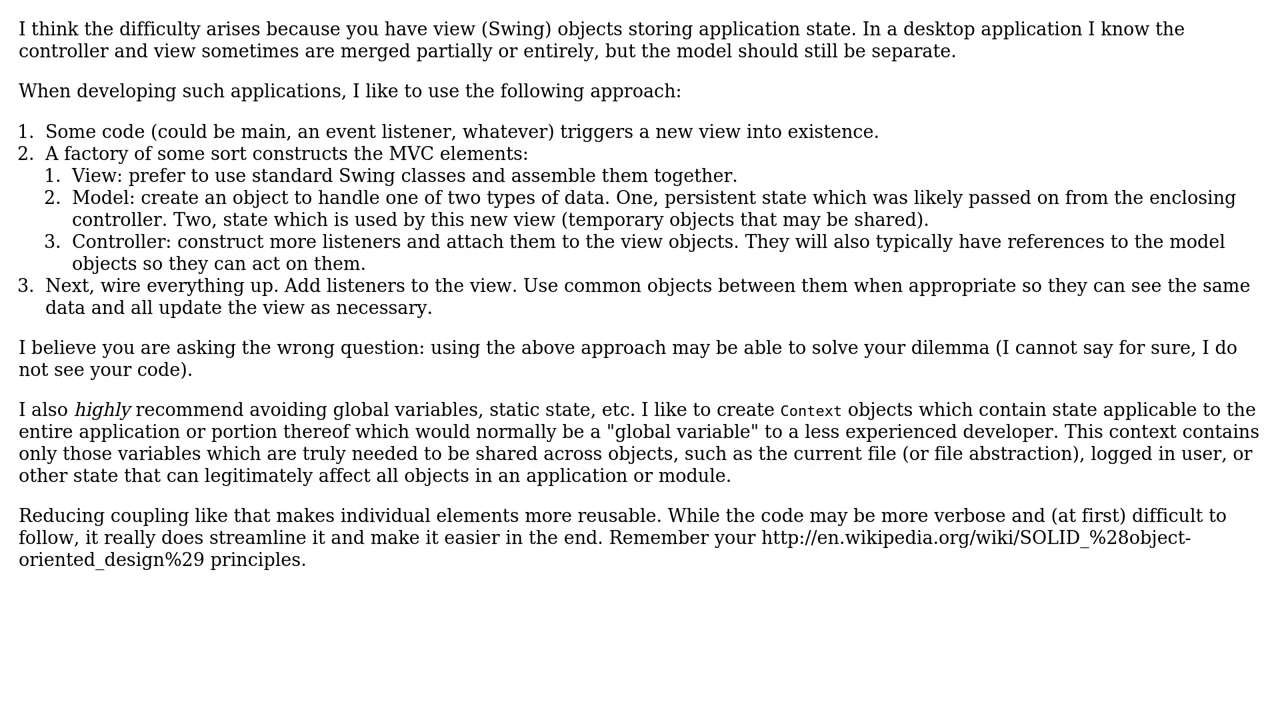 I think the difficulty arises because you have view (Swing) objects storing application state. In a desktop application I know the
controller and view sometimes are merged partially or entirely, but the model should still be separate.
When developing such applications, I like to use the following approach:
1. Some code (could be main, an event listener, whatever) triggers a new view into existence.
2. A factory of some sort constructs the MVC elements:
1. View: prefer to use standard Swing classes and assemble them together.
2. Model: create an object to handle one of two types of data. One, persistent state which was likely passed on from the enclosing
controller. Two, state which is used by this new view (temporary objects that may be shared).
3. Controller: construct more listeners and attach them to the view objects. They will also typically have references to the model
objects so they can act on them.
3. Next, wire everything up. Add listeners to the view. Use common objects between them when appropriate so they can see the same
data and all update the view as necessary.
I believe you are asking the wrong question: using the above approach may be able to solve your dilemma (I cannot say for sure, I do
not see your code).
I also highly recommend avoiding global variables, static state, etc. I like to create Context objects which contain state applicable to the
entire application or portion thereof which would normally be a "global variable" to a less experienced developer. This context contains
only those variables which are truly needed to be shared across objects, such as the current file (or file abstraction), logged in user, or
other state that can legitimately affect all objects in an application or module.
Reducing coupling like that makes individual elements more reusable. While the code may be more verbose and (at first) difficult to
follow, it really does streamline it and make it easier in the end. Remember your http://en.wikipedia.org/wiki/SOLID_%28object-
oriented_design%29 principles.